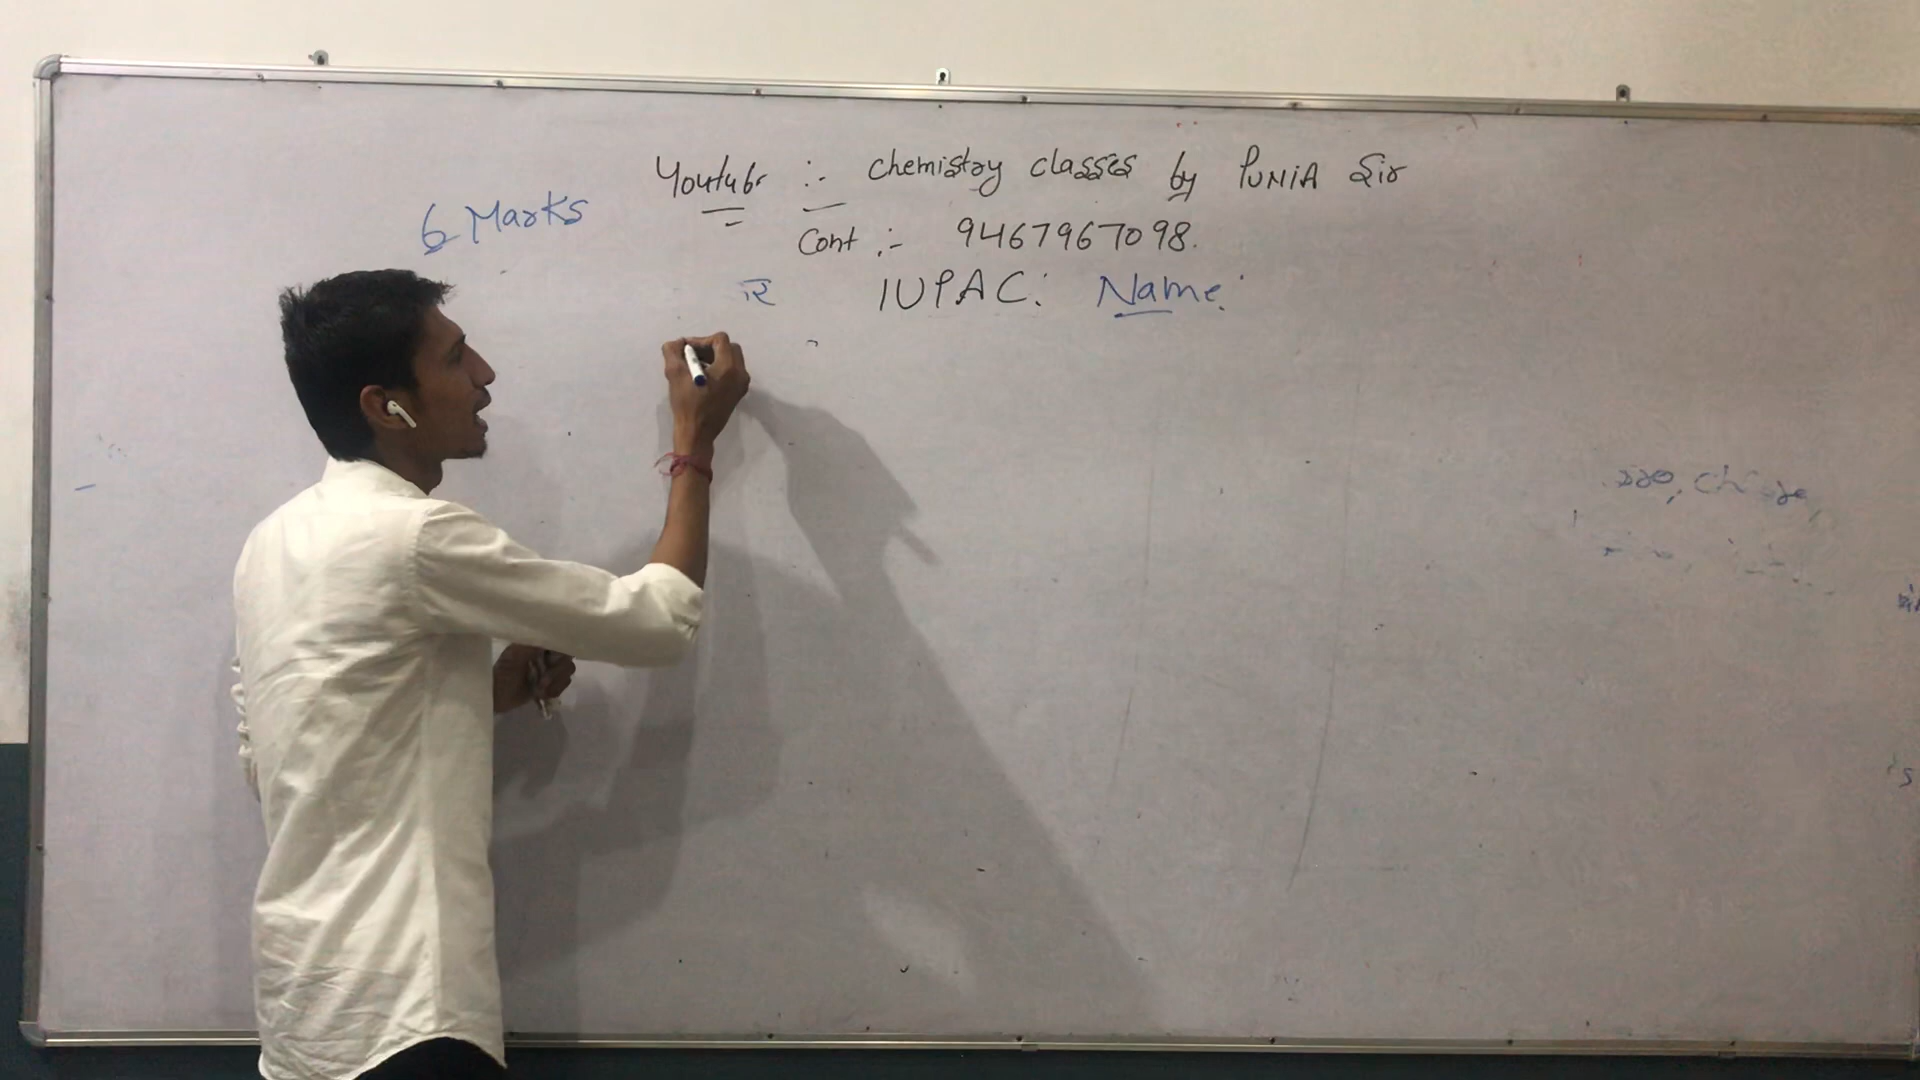 Youtube :- Chemistry classes by PUNIA Sir
6 Marks
Cont :- 9467967098.
IUPAC: Name: